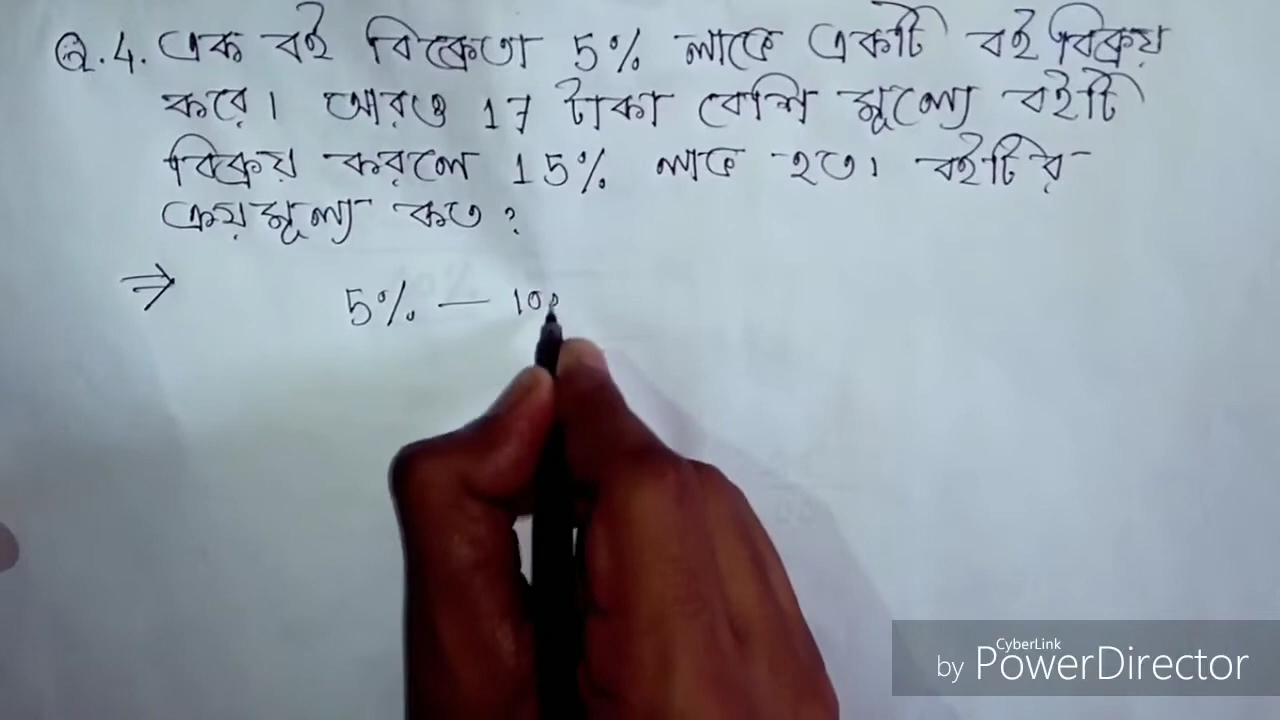 Q.4. এক বই বিক্রেতা 5% লাভে একটি বই বিক্রয়
করে। আরও 17 টাকা বেশি মূল্যে বইটি
বিক্রয় করলে 15% লাভ হত। বইটির
ক্রয়মূল্য কত?
⇒ 5% — 100
CyberLink
by PowerDirector